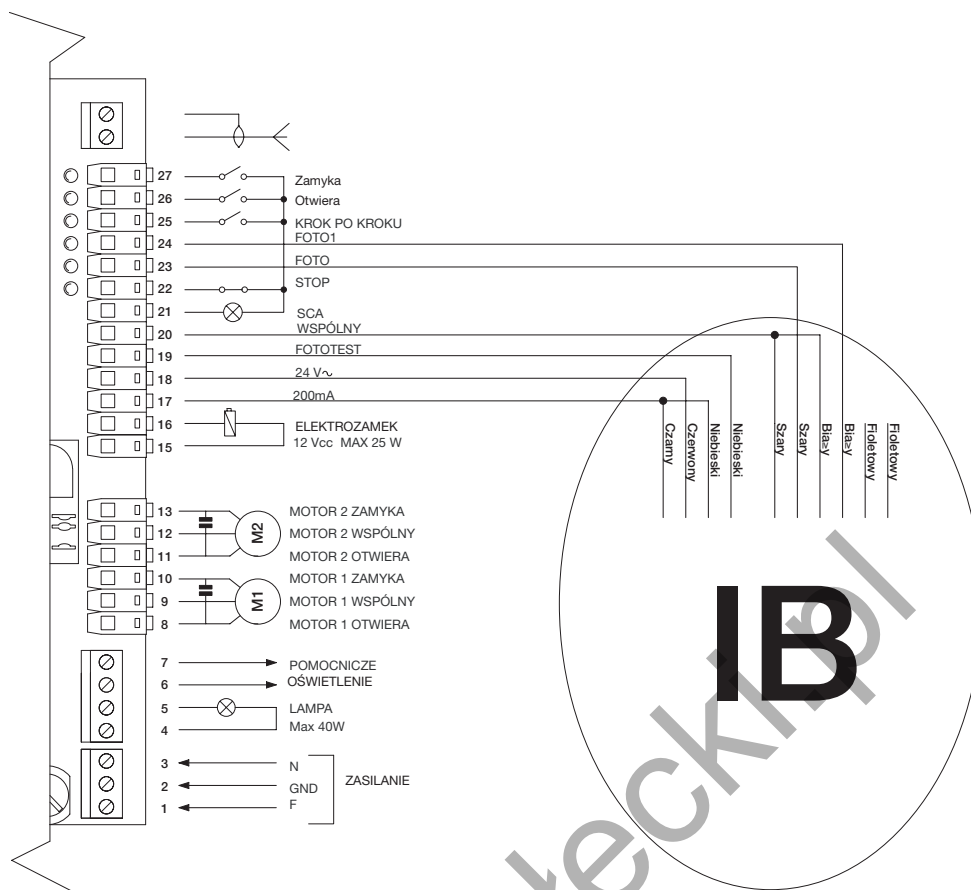 27 Zamyka
26 Otwiera
25 KROK PO KROKU
24 FOTO1
23 FOTO
22 STOP
21 SCA
20 WSPÓLNY
19 FOTOTEST
18 24 V~
17 200mA
16 ELEKTROZAMEK
15 12 Vcc MAX 25 W
13 MOTOR 2 ZAMYKA
12 MOTOR 2 WSPÓLNY
11 MOTOR 2 OTWIERA
M2
10 MOTOR 1 ZAMYKA
9 MOTOR 1 WSPÓLNY
8 MOTOR 1 OTWIERA
M1
7 POMOCNICZE
6 OŚWIETLENIE
5 LAMPA
4 Max 40W
3 N
2 GND
1 F
ZASILANIE
Czarny
Czerwony
Niebieski
Niebieski
Szary
Szary
Bia≥y
Bia≥y
Fioletowy
Fioletowy
IB
łecki.pl